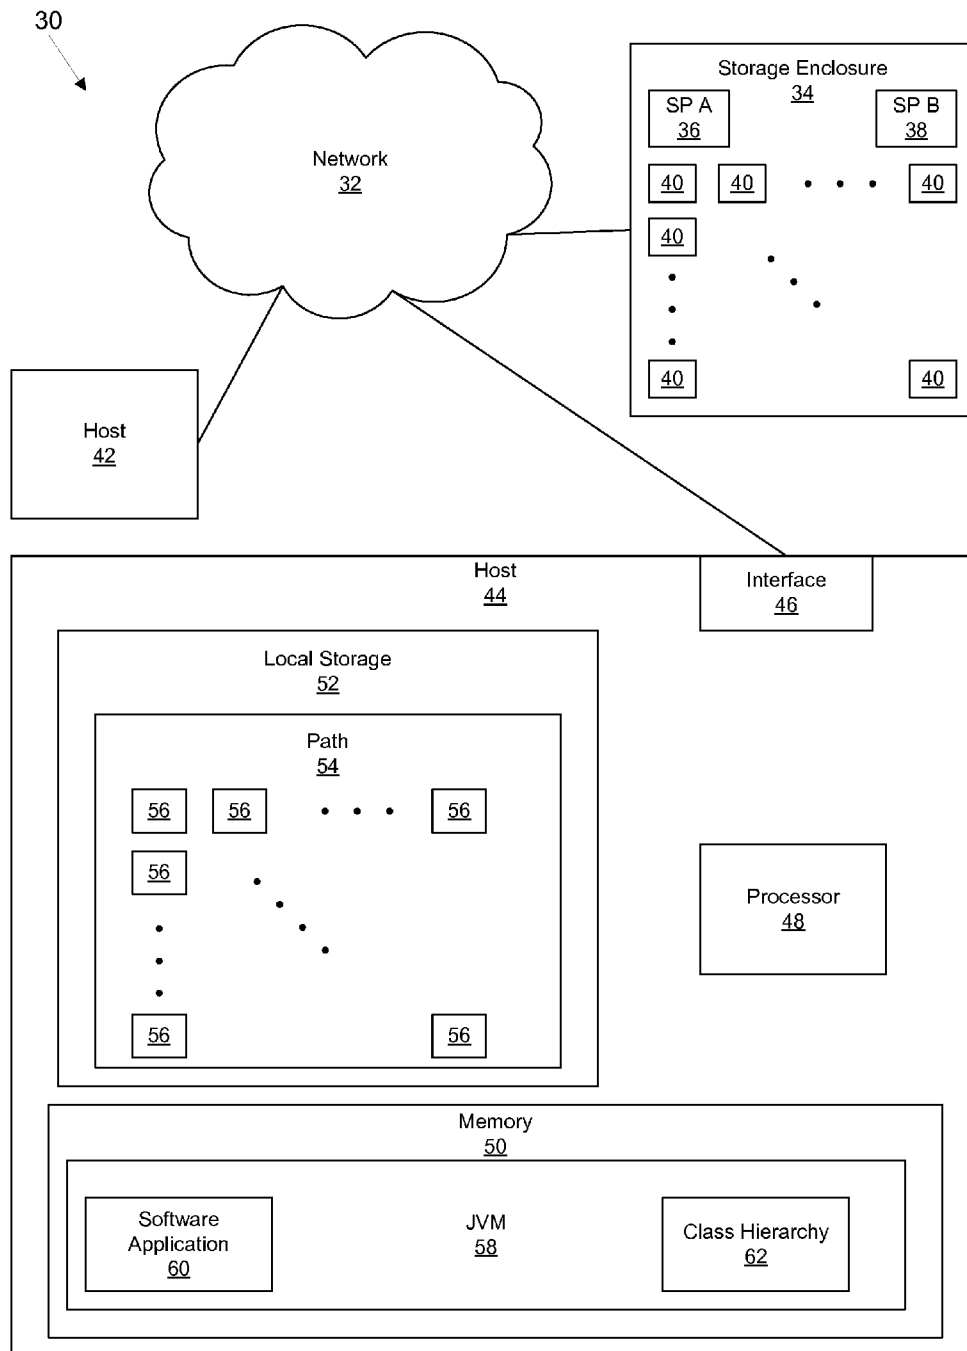 30
Network
32
Storage Enclosure
34
SP A
36
SP B
38
40
40
40
40
40
40
Host
42
Host
44
Interface
46
Local Storage
52
Path
54
56
56
56
56
56
56
Processor
48
Memory
50
Software
Application
60
JVM
58
Class Hierarchy
62